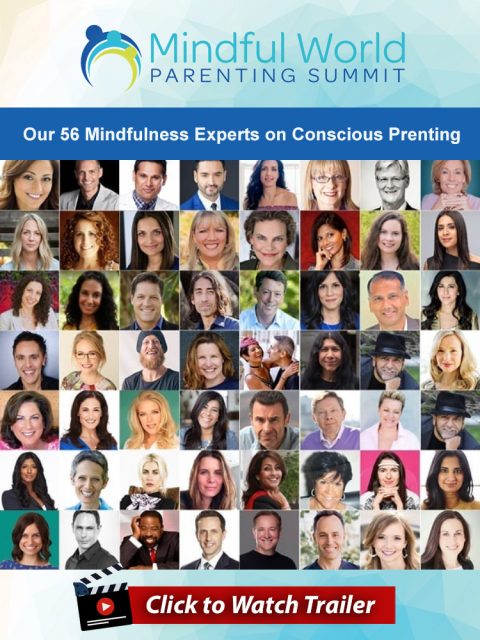 Mindful World
PARENTING SUMMIT
Our 56 Mindfulness Experts on Conscious Prenting
Click to Watch Trailer